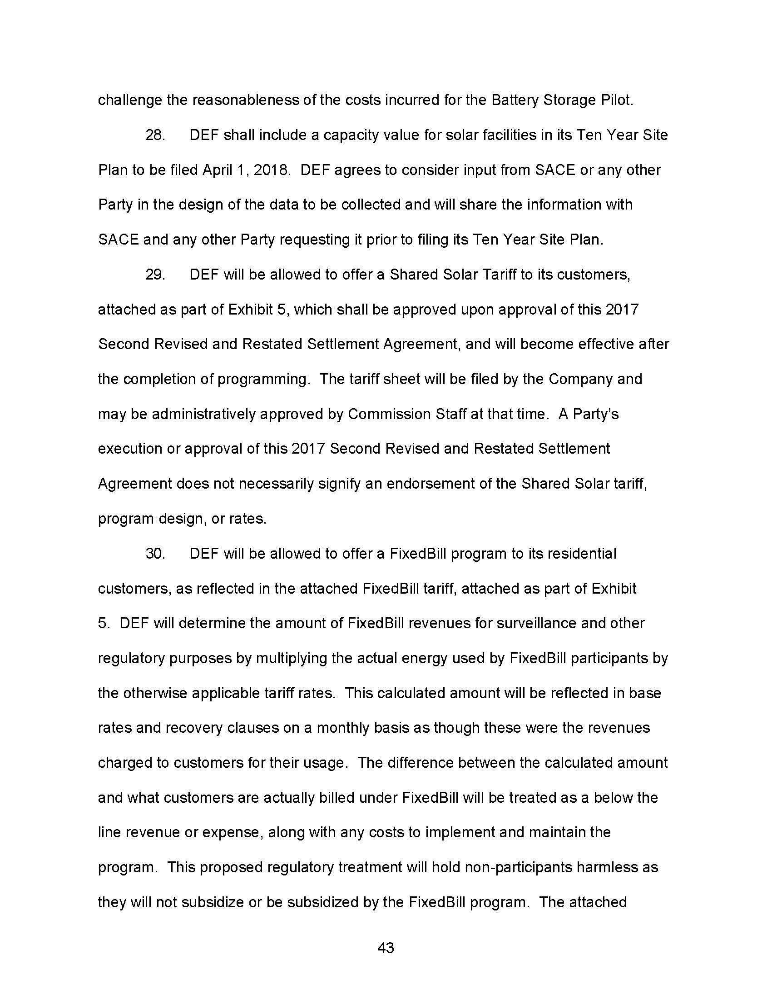 challenge the reasonableness of the costs incurred for the Battery Storage Pilot.
28. DEF shall include a capacity value for solar facilities in its Ten Year Site
Plan to be filed April 1, 2018. DEF agrees to consider input from SACE or any other
Party in the design of the data to be collected and will share the information with
SACE and any other Party requesting it prior to filing its Ten Year Site Plan.
29. DEF will be allowed to offer a Shared Solar Tariff to its customers,
attached as part of Exhibit 5, which shall be approved upon approval of this 2017
Second Revised and Restated Settlement Agreement, and will become effective after
the completion of programming. The tariff sheet will be filed by the Company and
may be administratively approved by Commission Staff at that time. A Party’s
execution or approval of this 2017 Second Revised and Restated Settlement
Agreement does not necessarily signify an endorsement of the Shared Solar tariff,
program design, or rates.
30. DEF will be allowed to offer a FixedBill program to its residential
customers, as reflected in the attached FixedBill tariff, attached as part of Exhibit
5. DEF will determine the amount of FixedBill revenues for surveillance and other
regulatory purposes by multiplying the actual energy used by FixedBill participants by
the otherwise applicable tariff rates. This calculated amount will be reflected in base
rates and recovery clauses on a monthly basis as though these were the revenues
charged to customers for their usage. The difference between the calculated amount
and what customers are actually billed under FixedBill will be treated as a below the
line revenue or expense, along with any costs to implement and maintain the
program. This proposed regulatory treatment will hold non-participants harmless as
they will not subsidize or be subsidized by the FixedBill program. The attached
43